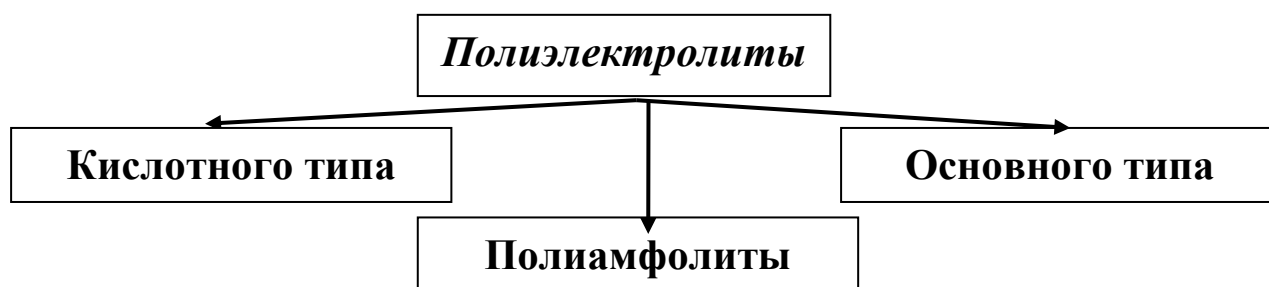 Полиэлектролиты
Кислотного типа
Основного типа
Полиамфолиты